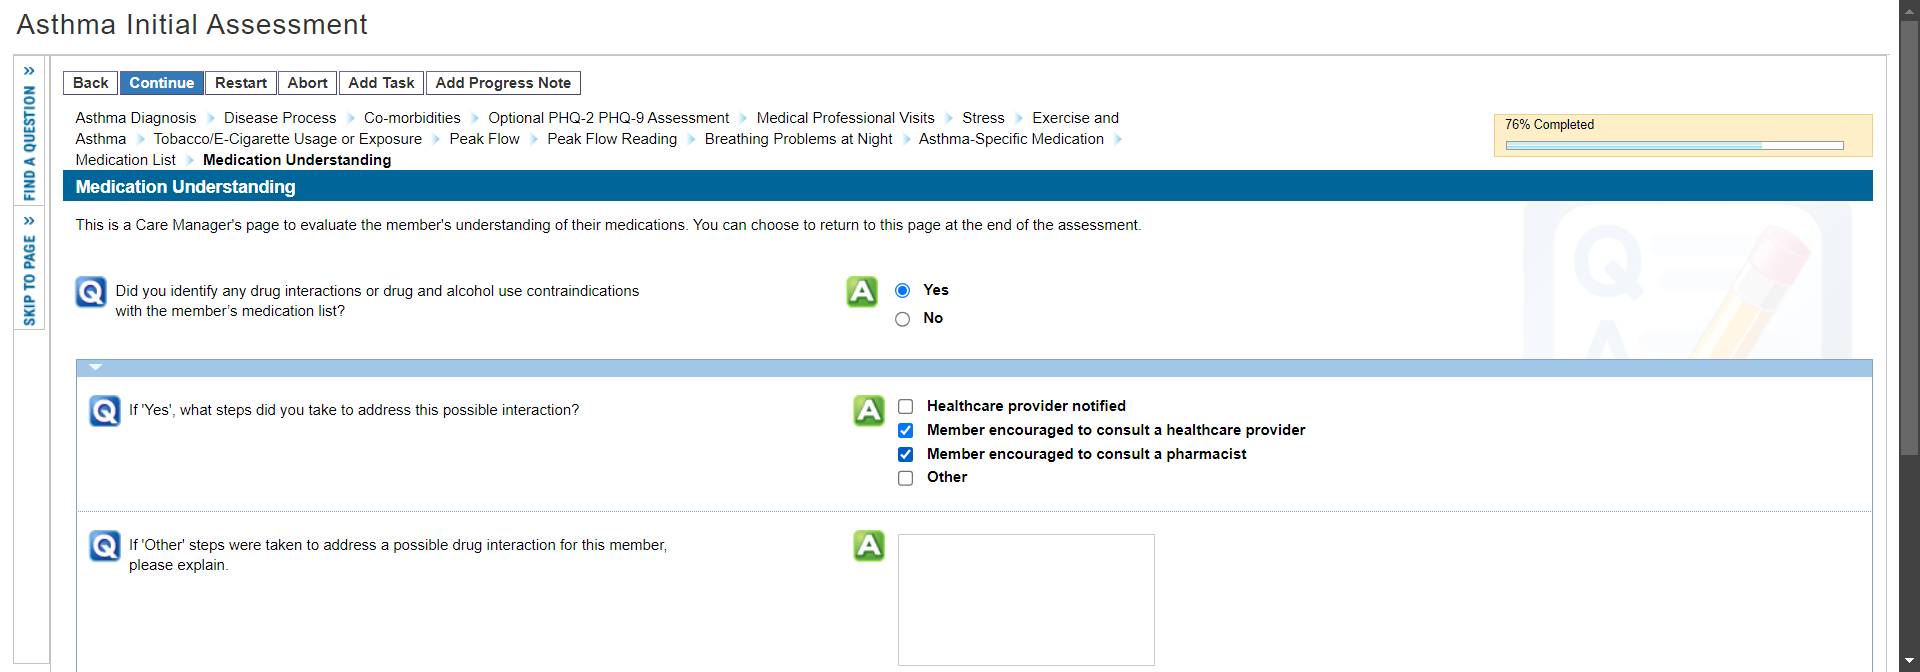 Asthma Initial Assessment
FIND A QUESTION
SKIP TO PAGE
Back Continue Restart Abort Add Task Add Progress Note
Asthma Diagnosis Disease Process Co-morbidities Optional PHQ-2 PHQ-9 Assessment Medical Professional Visits Stress Exercise and
Asthma Tobacco/E-Cigarette Usage or Exposure Peak Flow Peak Flow Reading Breathing Problems at Night Asthma-Specific Medication
Medication List Medication Understanding
76% Completed
Medication Understanding
This is a Care Manager's page to evaluate the member's understanding of their medications. You can choose to return to this page at the end of the assessment.
Q Did you identify any drug interactions or drug and alcohol use contraindications
with the member’s medication list?
A Yes
No
Q If 'Yes', what steps did you take to address this possible interaction?
A Healthcare provider notified
Member encouraged to consult a healthcare provider
Member encouraged to consult a pharmacist
Other
Q If 'Other' steps were taken to address a possible drug interaction for this member,
please explain.
A